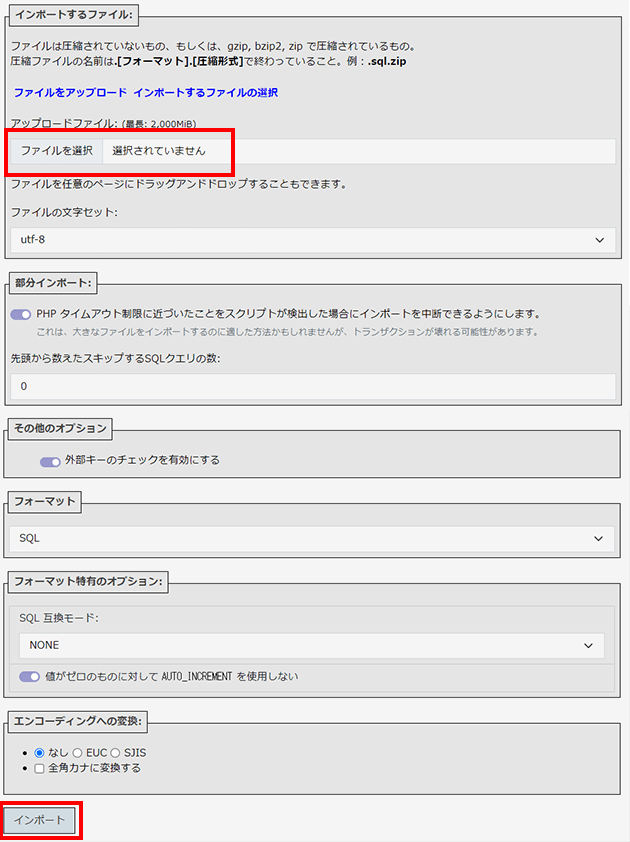 インポートするファイル:
ファイルは圧縮されていないもの、もしくは、gzip, bzip2, zip で圧縮されているもの。
圧縮ファイルの名前は.[フォーマット].[圧縮形式]で終わっていること。例：.sql.zip
ファイルをアップロード インポートするファイルの選択
アップロードファイル: (最長: 2,000MiB)
ファイルを選択 選択されていません
ファイルを任意のページにドラッグアンドドロップすることもできます。
ファイルの文字セット:
utf-8
部分インポート:
PHP タイムアウト制限に近づいたことをスクリプトが検出した場合にインポートを中断できるようにします。
これは、大きなファイルをインポートするのに適した方法かもしれませんが、トランザクションが壊れる可能性があります。
先頭から数えたスキップするSQLクエリの数:
0
その他のオプション
外部キーのチェックを有効にする
フォーマット
SQL
フォーマット特有のオプション:
SQL 互換モード:
NONE
値がゼロのものに対して AUTO_INCREMENT を使用しない
エンコーディングへの変換:
なし EUC SJIS
全角カナに変換する
インポート